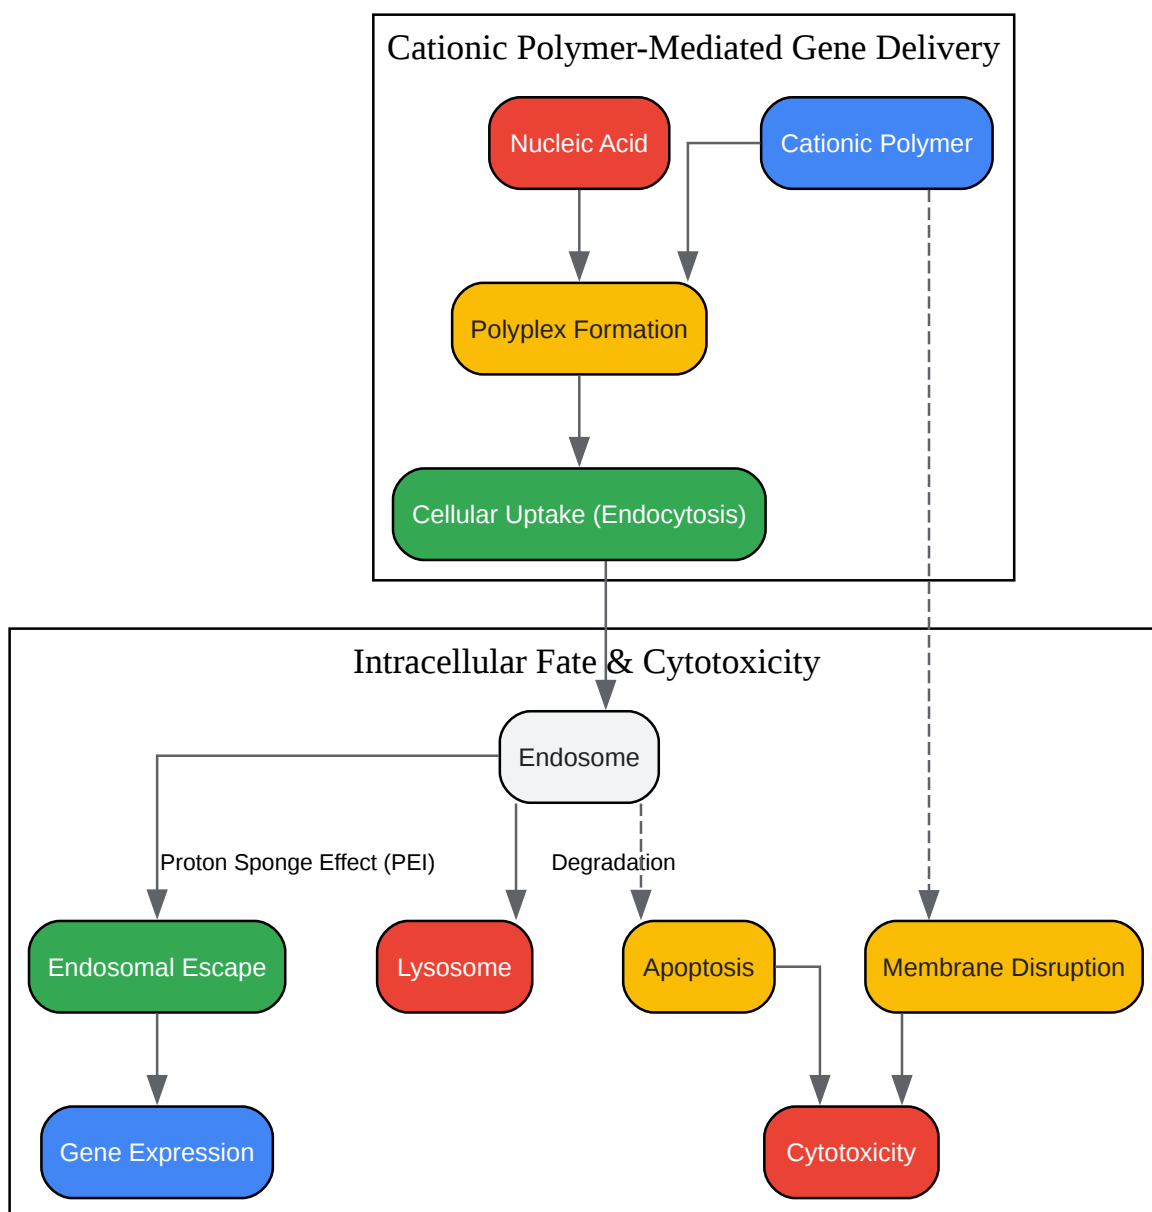 Cationic Polymer-Mediated Gene Delivery
Nucleic Acid
Cationic Polymer
Polyplex Formation
Cellular Uptake (Endocytosis)
Intracellular Fate & Cytotoxicity
Endosome
Proton Sponge Effect (PEI)
Degradation
Endosomal Escape
Lysosome
Apoptosis
Membrane Disruption
Gene Expression
Cytotoxicity